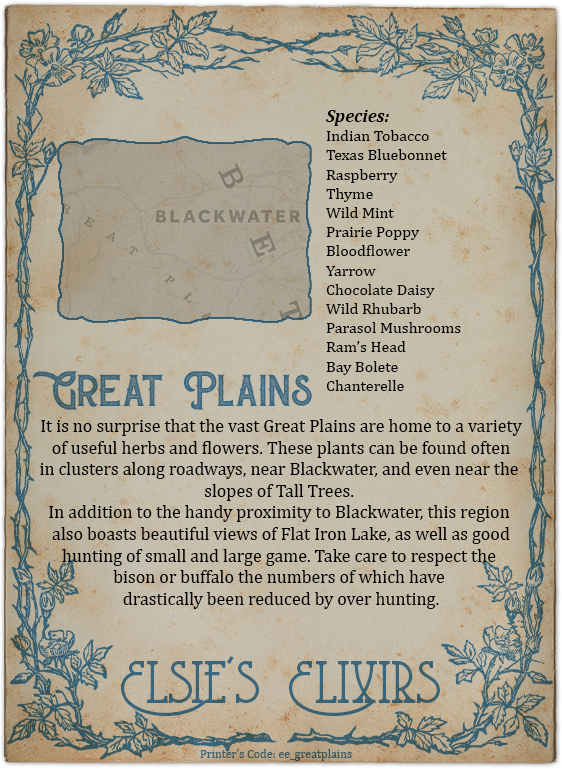 Species:
Indian Tobacco
Texas Bluebonnet
Raspberry
Thyme
Wild Mint
Prairie Poppy
Bloodflower
Yarrow
Chocolate Daisy
Wild Rhubarb
Parasol Mushrooms
Ram's Head
Bay Bolete
Chanterelle
BLACKWATER
B
E
T
REAT PLA
GREAT PLAINS
It is no surprise that the vast Great Plains are home to a variety
of useful herbs and flowers. These plants can be found often
in clusters along roadways, near Blackwater, and even near the
slopes of Tall Trees.
In addition to the handy proximity to Blackwater, this region
also boasts beautiful views of Flat Iron Lake, as well as good
hunting of small and large game. Take care to respect the
bison or buffalo the numbers of which have
drastically been reduced by over hunting.
ELSIE'S ELIXIRS
Printer's Code: ee_greatplains